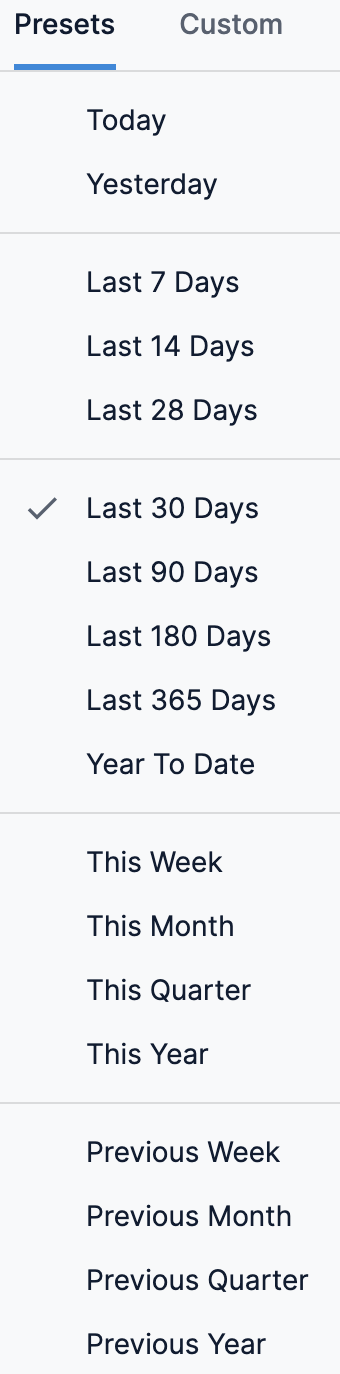 Presets Custom
Today
Yesterday
Last 7 Days
Last 14 Days
Last 28 Days
Last 30 Days
Last 90 Days
Last 180 Days
Last 365 Days
Year To Date
This Week
This Month
This Quarter
This Year
Previous Week
Previous Month
Previous Quarter
Previous Year